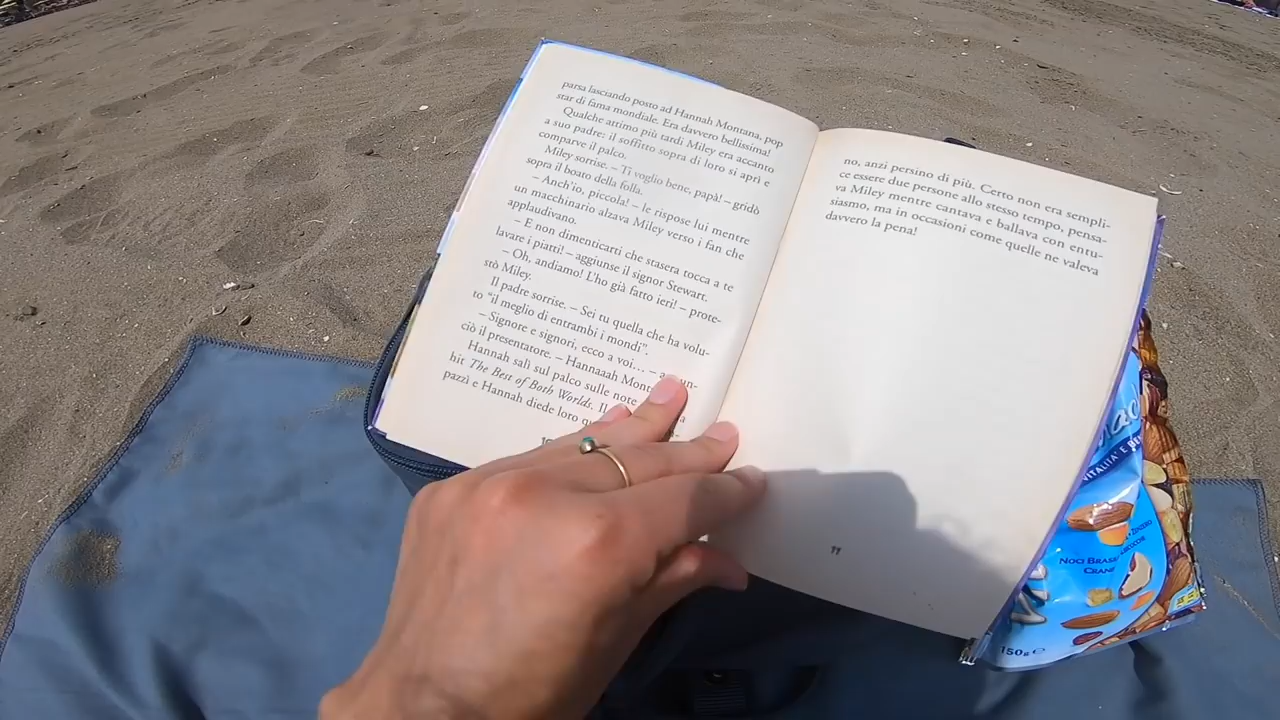 parsa lasciando posto ad Hannah Montana, pop
star di fama mondiale. Era davvero bellissima!
Qualche attimo più tardi Miley era accanto
a suo padre: il soffitto sopra di loro si aprì e
comparve il palco.
Miley sorrise. – Ti voglio bene, papà! – gridò
sopra il boato della folla.
– Anch'io, piccola! – le rispose lui mentre
un macchinario alzava Miley verso i fan che
applaudivano.
– E non dimenticarti che stasera tocca a te
lavare i piatti! – aggiunse il signor Stewart.
– Oh, andiamo! L'ho già fatto ieri! – prote-
stò Miley.
Il padre sorrise. – Sei tu quella che ha volu-
to "il meglio di entrambi i mondi".
– Signore e signori, ecco a voi... –
ciò il presentatore. – Hannaaah
Hannah salì sul palco sulle note
hit The Best of Both Worlds. Il
pazzì e Hannah diede loro
no, anzi persino di più. Certo non era sempli-
ce essere due persone allo stesso tempo, pensa-
va Miley mentre cantava e ballava con entu-
siasmo, ma in occasioni come quelle ne valeva
davvero la pena!
VITALITA' E
NOCI
150g e